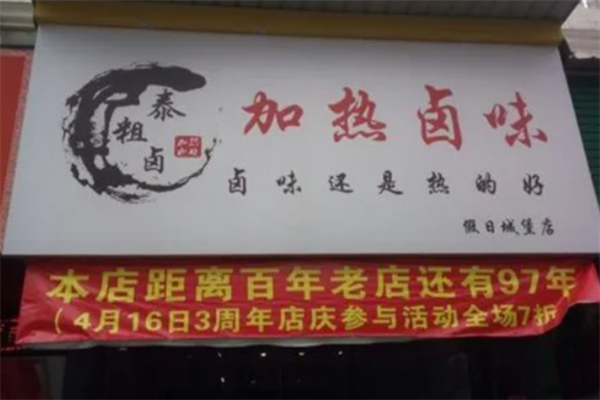 泰粗卤
加热卤味
卤味还是热的好
假日城堡店
本店距离百年老店还有97年
（4月16日3周年店庆参与活动全场7折